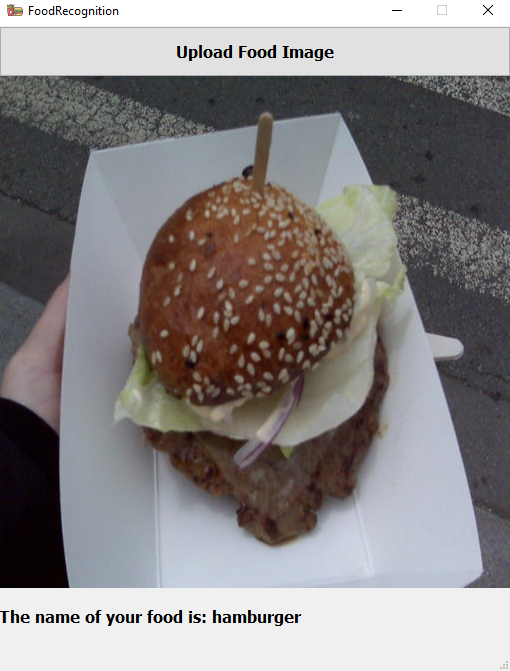 FoodRecognition
Upload Food Image
The name of your food is: hamburger